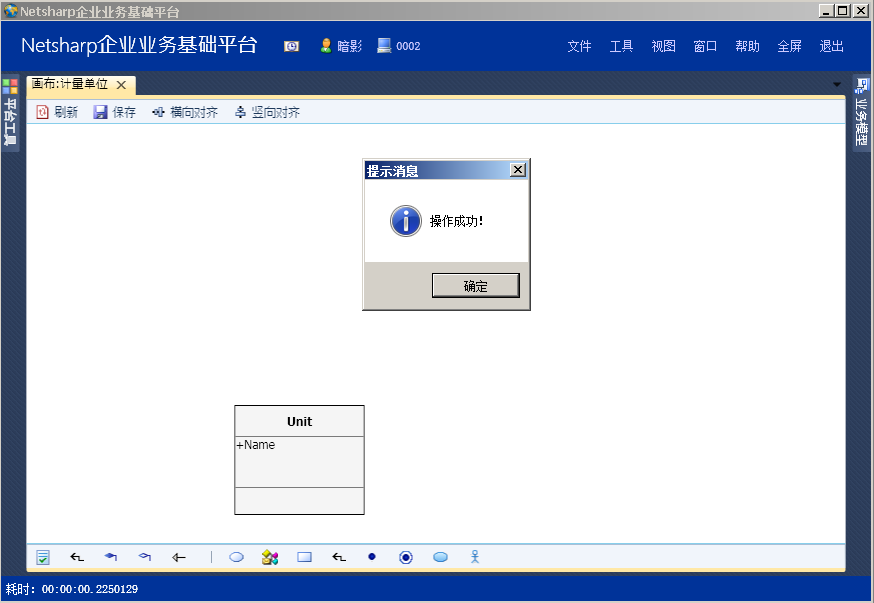 Netsharp企业业务基础平台
Netsharp企业业务基础平台 暗影 0002 文件 工具 视图 窗口 帮助 全屏 退出
平台工具
画布:计量单位
业务模型
刷新 保存 横向对齐 竖向对齐
提示消息
操作成功!
确定
Unit
+Name
耗时: 00:00:00.2250129